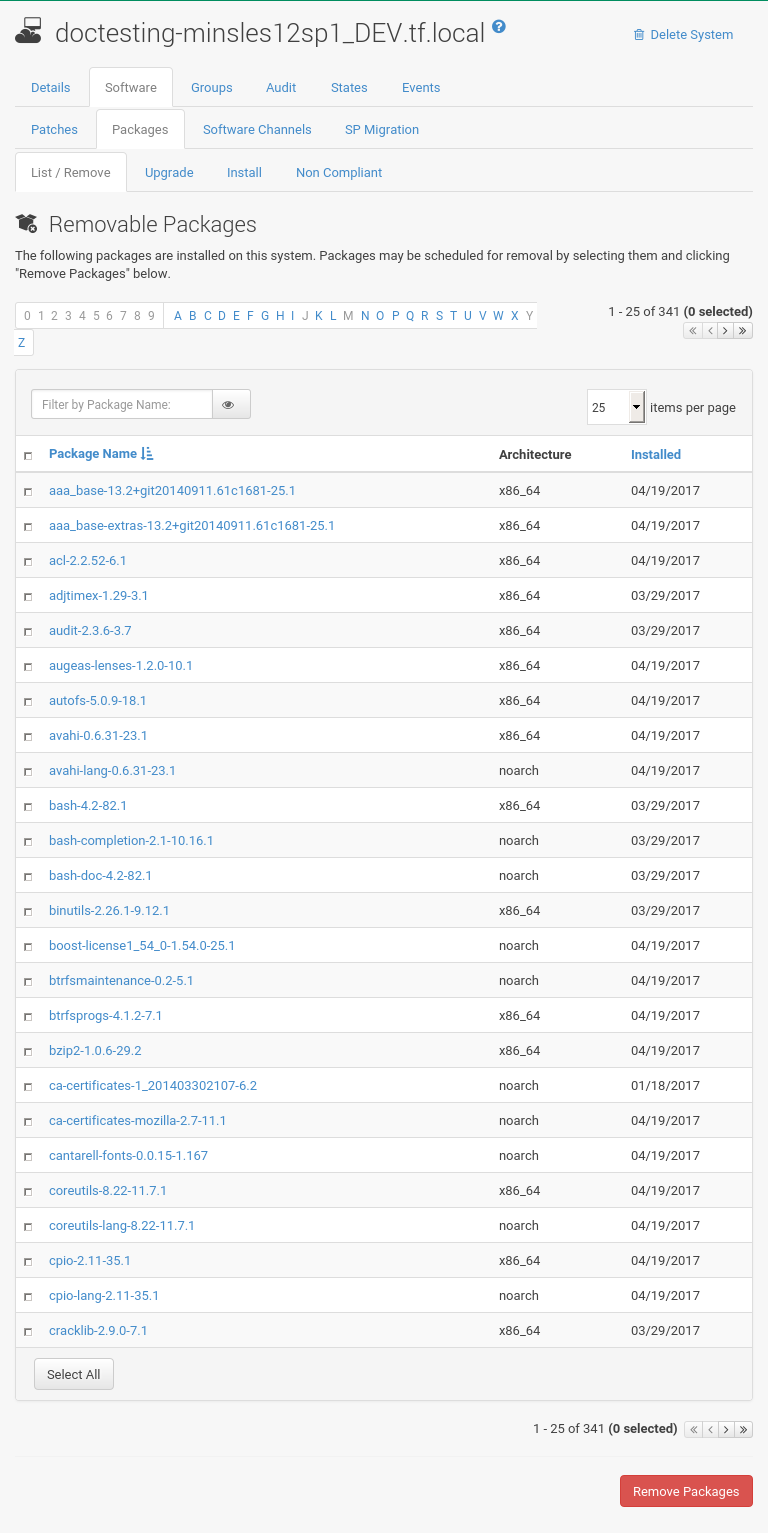 doctesting-minsles12sp1_DEV.tf.local ?
Delete System
Details Software Groups Audit States Events
Patches Packages Software Channels SP Migration
List / Remove Upgrade Install Non Compliant
Removable Packages
The following packages are installed on this system. Packages may be scheduled for removal by selecting them and clicking
"Remove Packages" below.
0 1 2 3 4 5 6 7 8 9 A B C D E F G H I J K L M N O P Q R S T U V W X Y
Z
1 - 25 of 341 (0 selected)
Filter by Package Name:
25 items per page
Package Name Architecture Installed
aaa_base-13.2+git20140911.61c1681-25.1 x86_64 04/19/2017
aaa_base-extras-13.2+git20140911.61c1681-25.1 x86_64 04/19/2017
acl-2.2.52-6.1 x86_64 04/19/2017
adjtimex-1.29-3.1 x86_64 03/29/2017
audit-2.3.6-3.7 x86_64 03/29/2017
augeas-lenses-1.2.0-10.1 x86_64 04/19/2017
autofs-5.0.9-18.1 x86_64 04/19/2017
avahi-0.6.31-23.1 x86_64 04/19/2017
avahi-lang-0.6.31-23.1 noarch 04/19/2017
bash-4.2-82.1 x86_64 03/29/2017
bash-completion-2.1-10.16.1 noarch 03/29/2017
bash-doc-4.2-82.1 noarch 03/29/2017
binutils-2.26.1-9.12.1 x86_64 03/29/2017
boost-license1_54_0-1.54.0-25.1 noarch 04/19/2017
btrfsmaintenance-0.2-5.1 noarch 04/19/2017
btrfsprogs-4.1.2-7.1 x86_64 04/19/2017
bzip2-1.0.6-29.2 x86_64 04/19/2017
ca-certificates-1_201403302107-6.2 noarch 01/18/2017
ca-certificates-mozilla-2.7-11.1 noarch 04/19/2017
cantarell-fonts-0.0.15-1.167 noarch 04/19/2017
coreutils-8.22-11.7.1 x86_64 04/19/2017
coreutils-lang-8.22-11.7.1 noarch 04/19/2017
cpio-2.11-35.1 x86_64 04/19/2017
cpio-lang-2.11-35.1 noarch 04/19/2017
cracklib-2.9.0-7.1 x86_64 03/29/2017
Select All
1 - 25 of 341 (0 selected)
Remove Packages